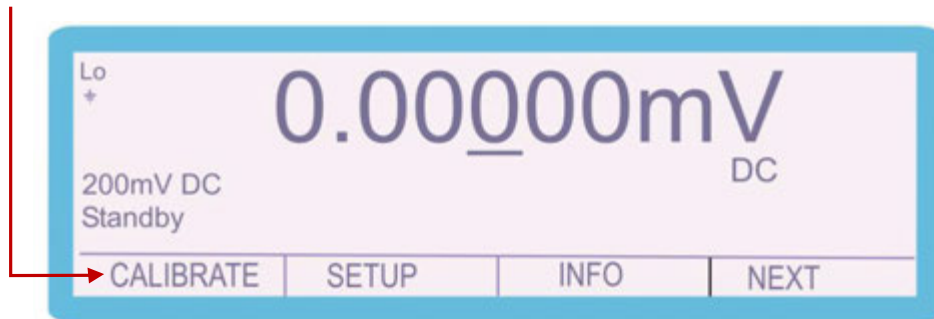 Lo
0.00000mV
DC
200mV DC
Standby
CALIBRATE SETUP INFO NEXT